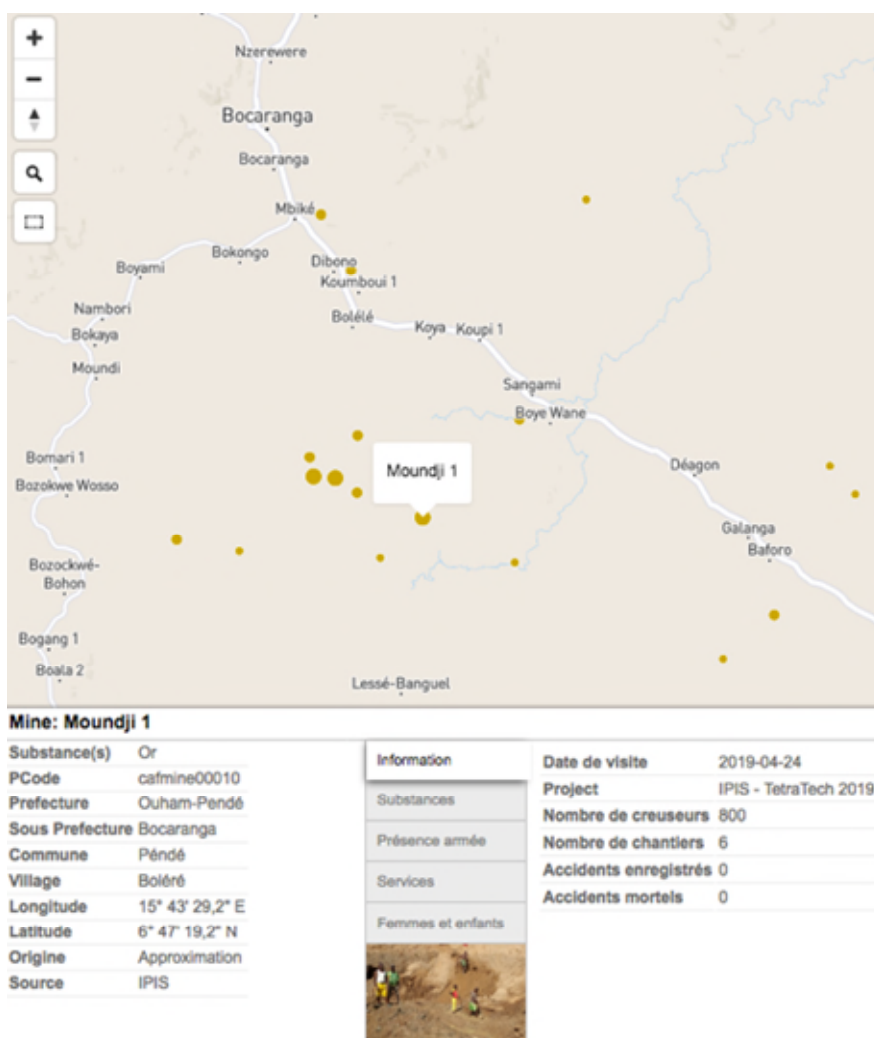 Nzerewere
Bocaranga
Bocaranga
Mbiké
Bokongo
Dibono
Boyami
Koumboui 1
Nambori
Bolélé
Koya
Koupi 1
Bokaya
Moundi
Sangami
Boye Wane
Bomari 1
Moundji 1
Déagon
Bozokwe Wosso
Galanga
Baforo
Bozockwé-
Bohon
Bogang 1
Boala 2
Lessé-Banguel
Mine: Moundji 1
Substance(s) Or
PCode cafmine00010
Prefecture Ouham-Pendé
Sous Prefecture Bocaranga
Commune Péndé
Village Boléré
Longitude 15° 43' 29,2" E
Latitude 6° 47' 19,2" N
Origine Approximation
Source IPIS
Information
Substances
Présence armée
Services
Femmes et enfants
Date de visite 2019-04-24
Project IPIS - TetraTech 2019
Nombre de creuseurs 800
Nombre de chantiers 6
Accidents enregistrés 0
Accidents mortels 0